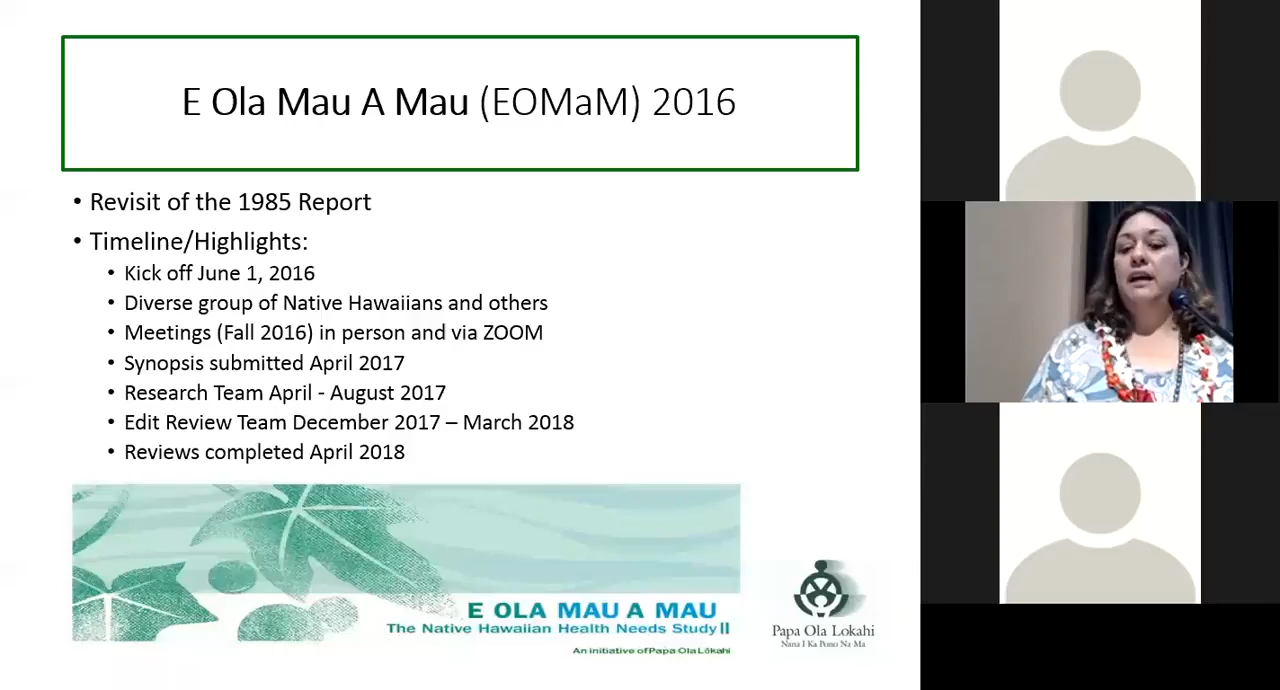 E Ola Mau A Mau (EOMaM) 2016
• Revisit of the 1985 Report
• Timeline/Highlights:
• Kick off June 1, 2016
• Diverse group of Native Hawaiians and others
• Meetings (Fall 2016) in person and via ZOOM
• Synopsis submitted April 2017
• Research Team April - August 2017
• Edit Review Team December 2017 – March 2018
• Reviews completed April 2018
E OLA MAU A MAU
The Native Hawaiian Health Needs Study II
An initiative of Papa Ola Lōkahi
Papa Ola Lokahi
Nana I Ka Pono Na Ma